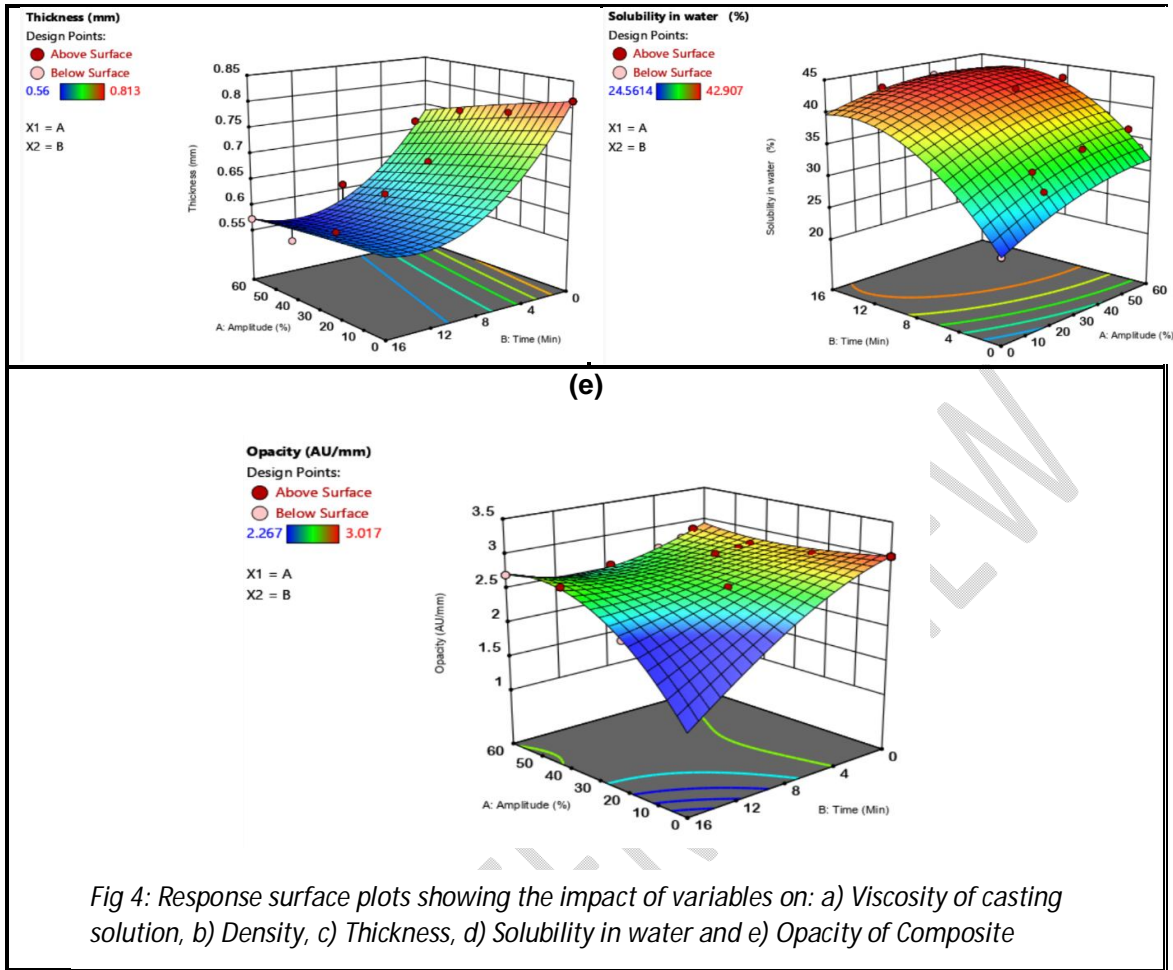 Thickness (mm)
Design Points:
Above Surface
Below Surface
0.56 0.813
X1 = A
X2 = B
0.85
0.8
0.75
0.7
0.65
0.6
0.55
Thickness (mm)
60
50
40
30
20
10
0
A: Amplitude (%)
16
12
8
4
0
B: Time (Min)
Solubility in water (%)
Design Points:
Above Surface
Below Surface
24.5614 42.907
X1 = A
X2 = B
45
40
35
30
25
20
Solubility in water (%)
16
12
8
4
0
B: Time (Min)
0
10
20
30
40
50
60
A: Amplitude (%)
(e)
Opacity (AU/mm)
Design Points:
Above Surface
Below Surface
2.267 3.017
X1 = A
X2 = B
3.5
3
2.5
2
1.5
1
Opacity (AU/mm)
60
50
40
30
20
10
0
A: Amplitude (%)
16
12
8
4
0
B: Time (Min)
Fig 4: Response surface plots showing the impact of variables on: a) Viscosity of casting
solution, b) Density, c) Thickness, d) Solubility in water and e) Opacity of Composite